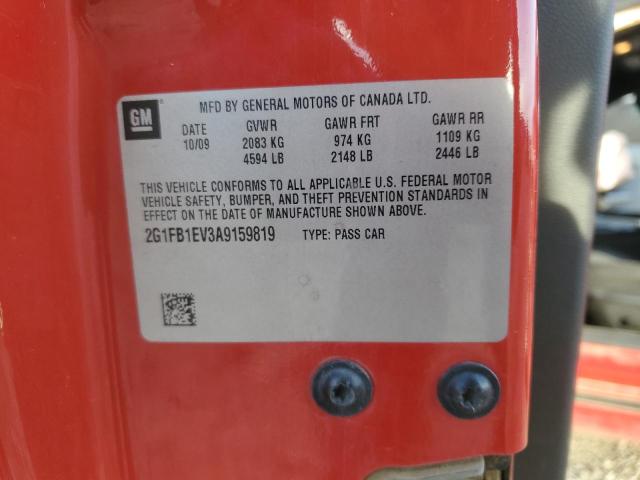 GM
MFD BY GENERAL MOTORS OF CANADA LTD.
DATE GVWR GAWR FRT GAWR RR
10/09 2083 KG 974 KG 1109 KG
4594 LB 2148 LB 2446 LB
THIS VEHICLE CONFORMS TO ALL APPLICABLE U.S. FEDERAL MOTOR
VEHICLE SAFETY, BUMPER, AND THEFT PREVENTION STANDARDS IN
EFFECT ON THE DATE OF MANUFACTURE SHOWN ABOVE.
2G1FB1EV3A9159819 TYPE: PASS CAR